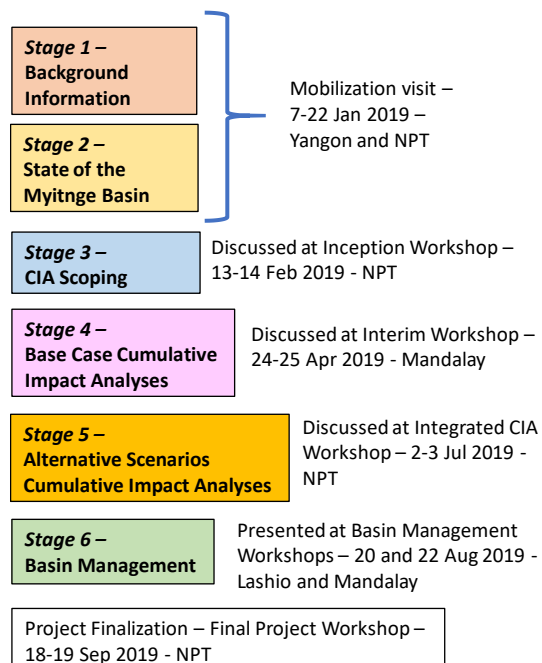 Stage 1 –
Background
Information
Mobilization visit –
7-22 Jan 2019 –
Yangon and NPT
Stage 2 –
State of the
Myitnge Basin
Stage 3 –
CIA Scoping
Discussed at Inception Workshop –
13-14 Feb 2019 - NPT
Stage 4 –
Base Case Cumulative
Impact Analyses
Discussed at Interim Workshop –
24-25 Apr 2019 - Mandalay
Stage 5 –
Alternative Scenarios
Cumulative Impact Analyses
Discussed at Integrated CIA
Workshop – 2-3 Jul 2019 -
NPT
Stage 6 –
Basin Management
Presented at Basin Management
Workshops – 20 and 22 Aug 2019 -
Lashio and Mandalay
Project Finalization – Final Project Workshop –
18-19 Sep 2019 - NPT